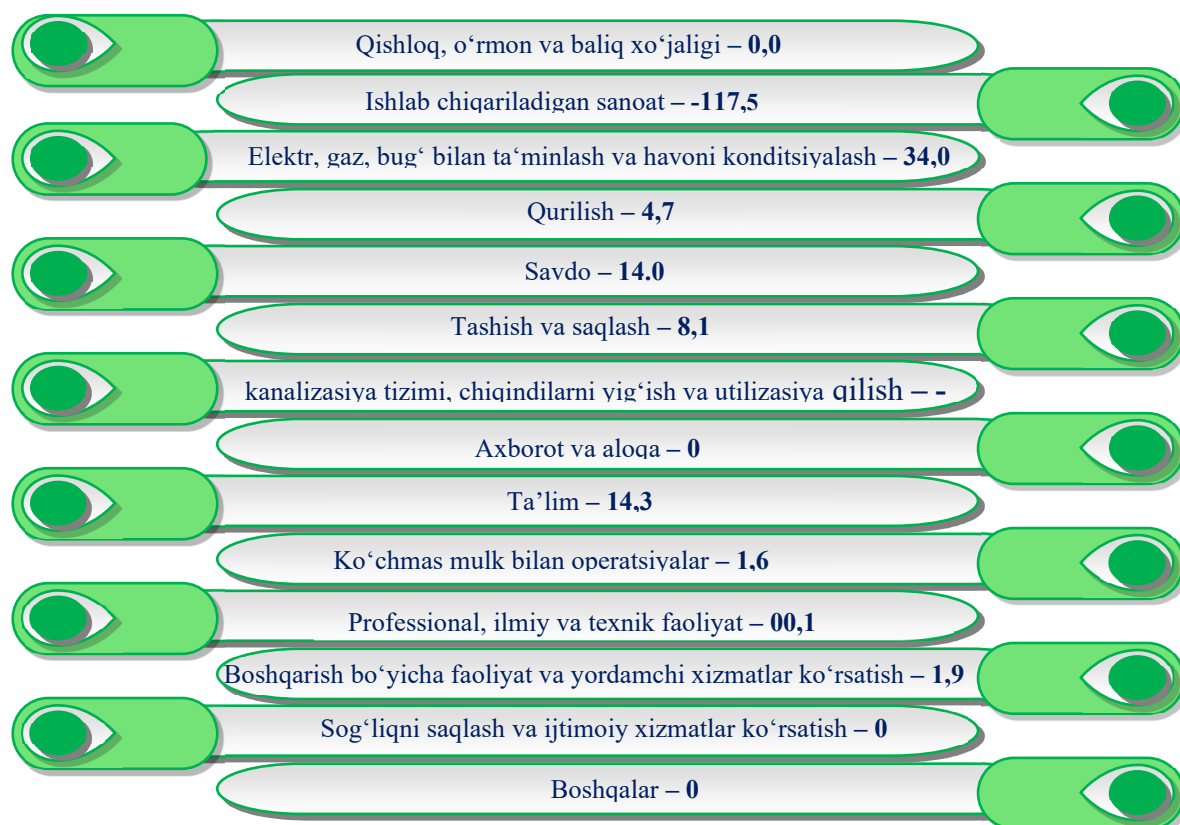 Qishloq, o‘rmon va baliq xo‘jaligi – 0,0
Ishlab chiqariladigan sanoat – -117,5
Elektr, gaz, bug‘ bilan ta‘minlash va havoni konditsiyalash – 34,0
Qurilish – 4,7
Savdo – 14.0
Tashish va saqlash – 8,1
kanalizasiya tizimi, chiqindilarni yig‘ish va utilizasiya qilish – -
Axborot va aloqa – 0
Ta’lim – 14,3
Ko‘chmas mulk bilan operatsiyalar – 1,6
Professional, ilmiy va texnik faoliyat – 00,1
Boshqarish bo‘yicha faoliyat va yordamchi xizmatlar ko‘rsatish – 1,9
Sog‘liqni saqlash va ijtimoiy xizmatlar ko‘rsatish – 0
Boshqalar – 0